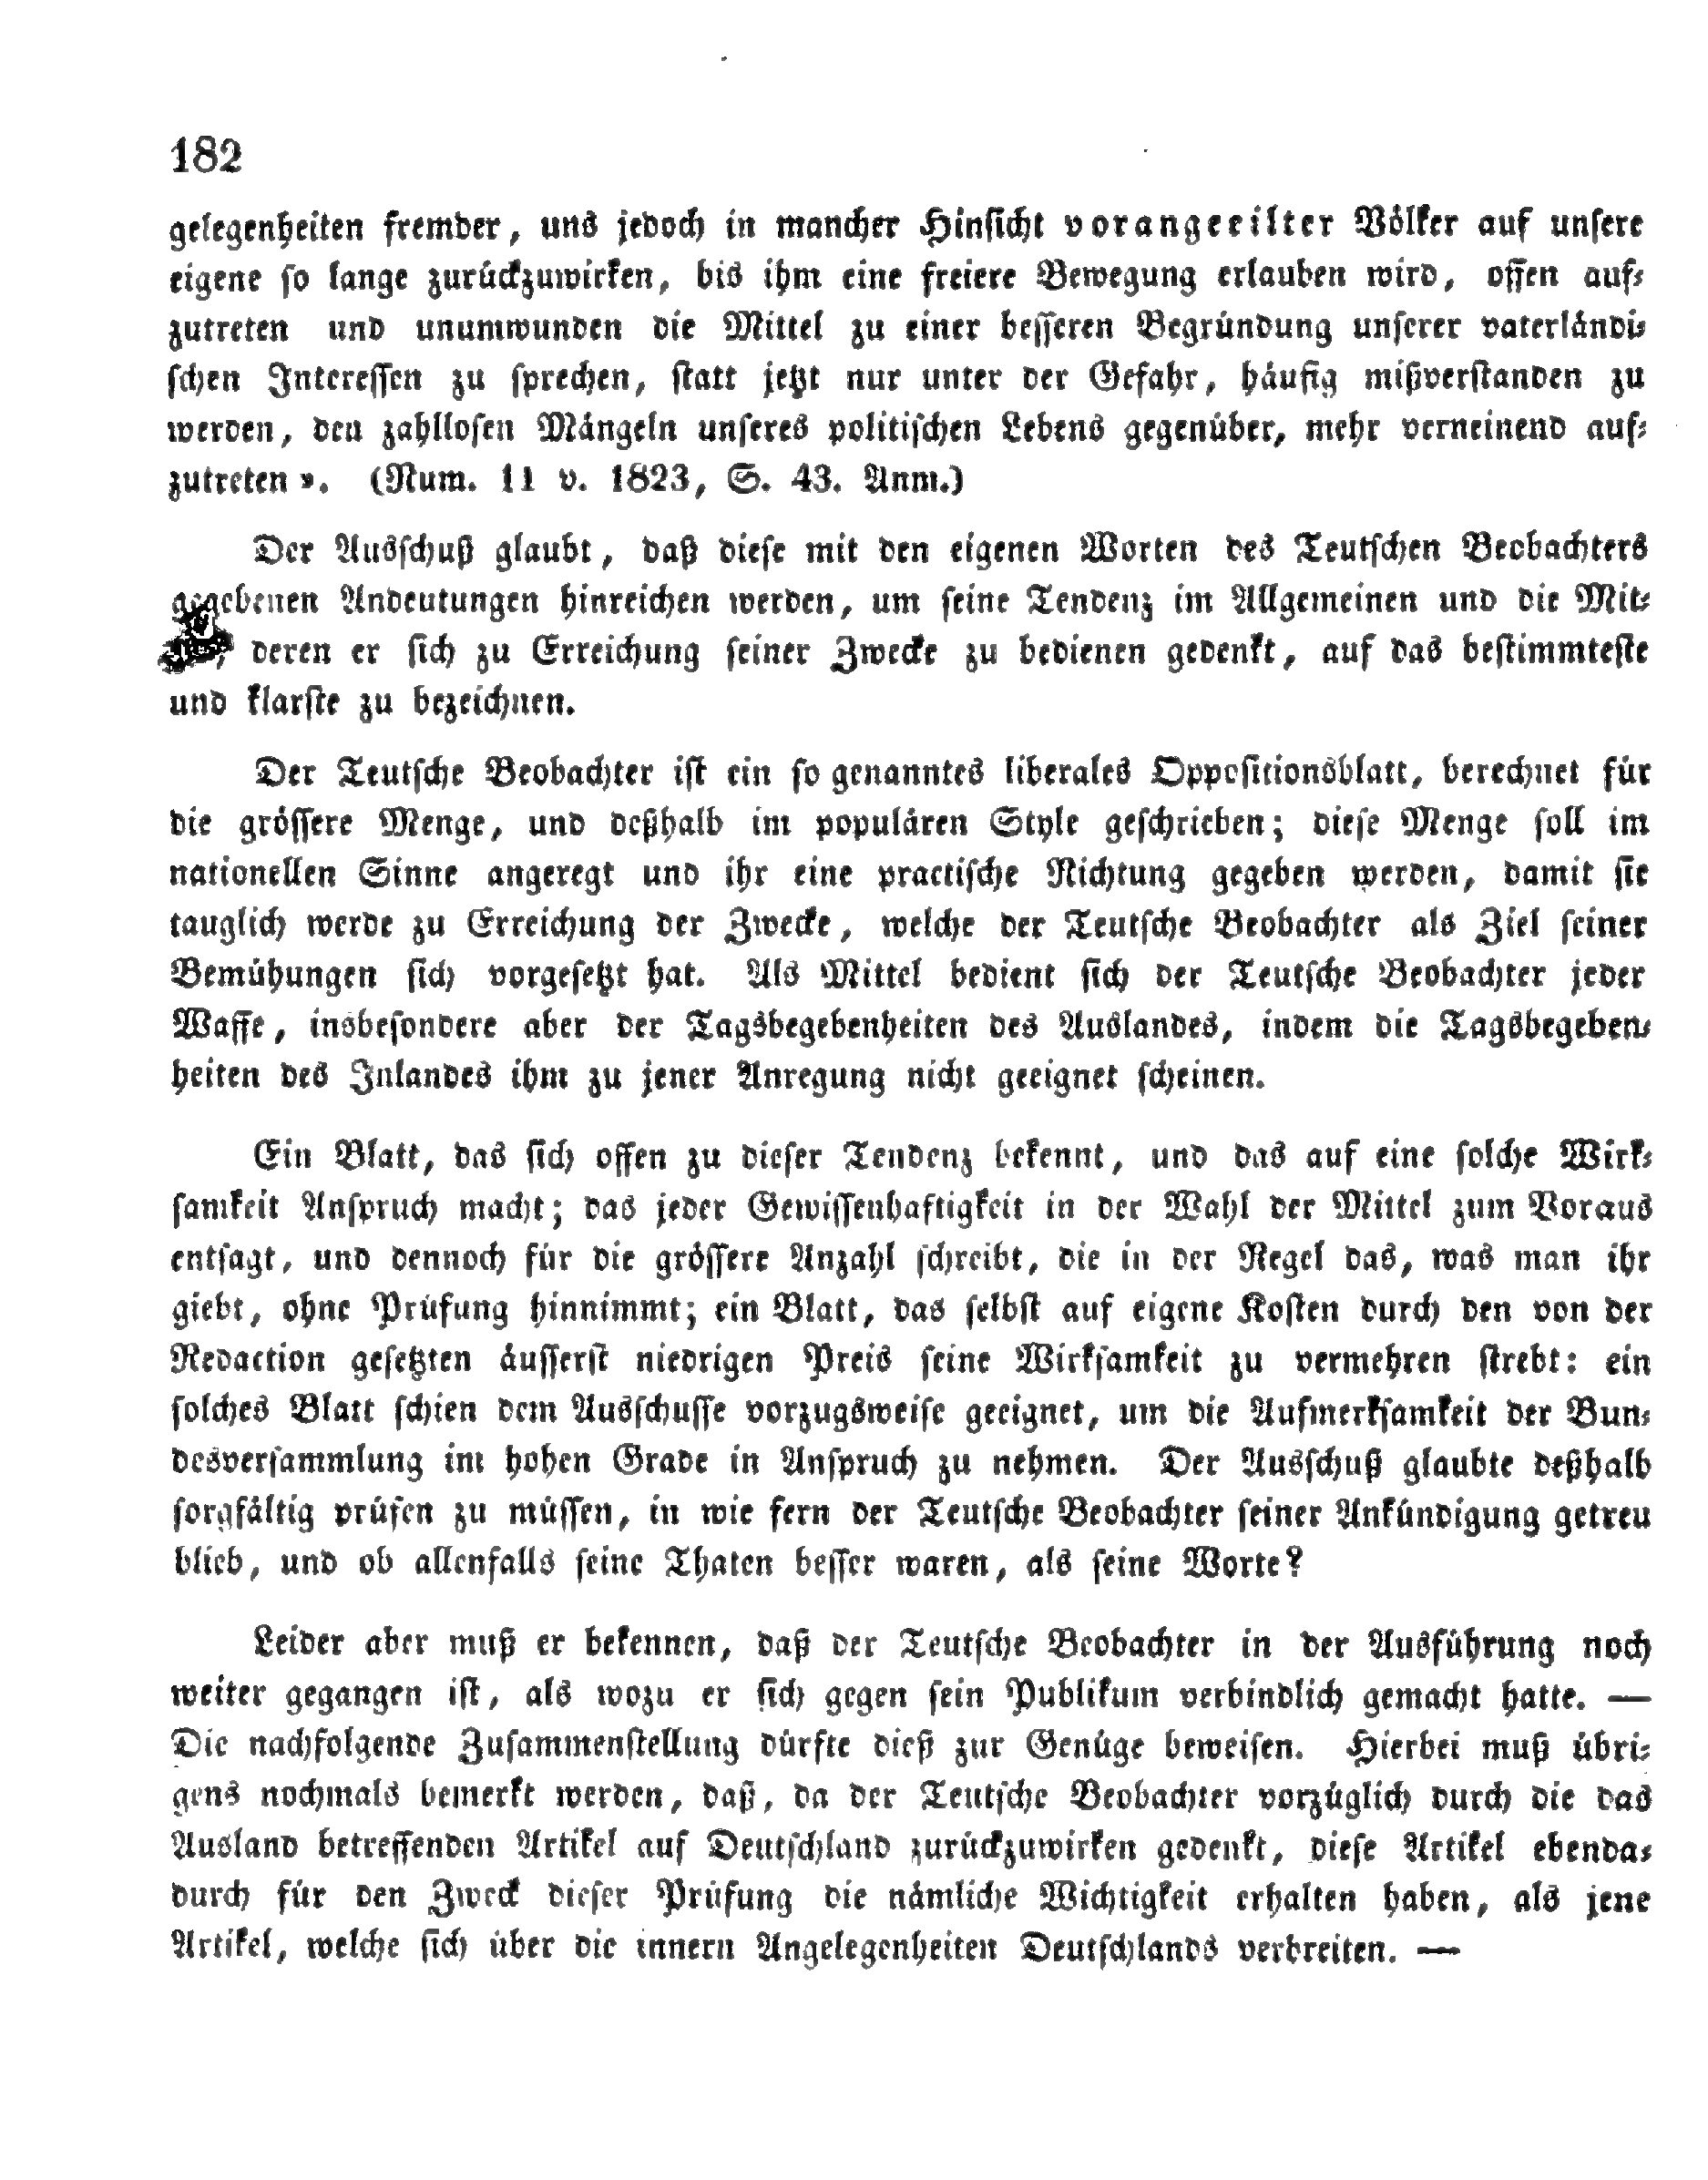 182
gelegenheiten fremder, uns jedoch in mancher Hinsicht vorangeeilter Völker auf unsere
eigene so lange zurückzuwirken, bis ihm eine freiere Bewegung erlauben wird, offen auf-
zutreten und unumwunden die Mittel zu einer besseren Begründung unserer vaterländi-
schen Interessen zu sprechen, statt jetzt nur unter der Gefahr, häufig mißverstanden zu
werden, den zahllosen Mängeln unseres politischen Lebens gegenüber, mehr verneinend auf-
zutreten ». (Num. 11 v. 1823, S. 43. Anm.)
Der Ausschuß glaubt, daß diese mit den eigenen Worten des Teutschen Beobachters
gegebenen Andeutungen hinreichen werden, um seine Tendenz im Allgemeinen und die Mit-
, deren er sich zu Erreichung seiner Zwecke zu bedienen gedenkt, auf das bestimmteste
und klarste zu bezeichnen.
Der Teutsche Beobachter ist ein so genanntes liberales Oppositionsblatt, berechnet für
die grössere Menge, und deßhalb im populären Style geschrieben; diese Menge soll im
nationellen Sinne angeregt und ihr eine practische Richtung gegeben werden, damit sie
tauglich werde zu Erreichung der Zwecke, welche der Teutsche Beobachter als Ziel seiner
Bemühungen sich vorgesetzt hat. Als Mittel bedient sich der Teutsche Beobachter jeder
Waffe, insbesondere aber der Tagsbegebenheiten des Auslandes, indem die Tagsbegeben-
heiten des Inlandes ihm zu jener Anregung nicht geeignet scheinen.
Ein Blatt, das sich offen zu dieser Tendenz bekennt, und das auf eine solche Wirk-
samkeit Anspruch macht; das jeder Gewissenhaftigkeit in der Wahl der Mittel zum Voraus
entsagt, und dennoch für die grössere Anzahl schreibt, die in der Regel das, was man ihr
giebt, ohne Prüfung hinnimmt; ein Blatt, das selbst auf eigene Kosten durch den von der
Redaction gesetzten äusserst niedrigen Preis seine Wirksamkeit zu vermehren strebt: ein
solches Blatt schien dem Ausschusse vorzugsweise geeignet, um die Aufmerksamkeit der Bun-
desversammlung im hohen Grade in Anspruch zu nehmen. Der Ausschuß glaubte deßhalb
sorgfältig prüfen zu müssen, in wie fern der Teutsche Beobachter seiner Ankündigung getreu
blieb, und ob allenfalls seine Thaten besser waren, als seine Worte?
Leider aber muß er bekennen, daß der Teutsche Beobachter in der Ausführung noch
weiter gegangen ist, als wozu er sich gegen sein Publikum verbindlich gemacht hatte. —
Die nachfolgende Zusammenstellung dürfte dieß zur Genüge beweisen. Hierbei muß übri-
gens nochmals bemerkt werden, daß, da der Teutsche Beobachter vorzüglich durch die das
Ausland betreffenden Artikel auf Deutschland zurückzuwirken gedenkt, diese Artikel ebenda-
durch für den Zweck dieser Prüfung die nämliche Wichtigkeit erhalten haben, als jene
Artikel, welche sich über die innern Angelegenheiten Deutschlands verbreiten. —